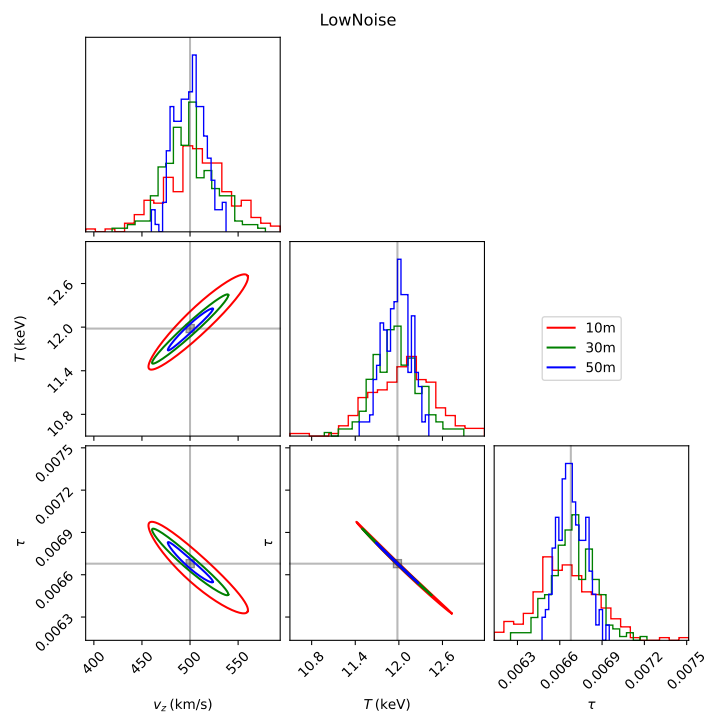 LowNoise
12.6
12.0
11.4
10.8
T (keV)
10m
30m
50m
0.0075
0.0072
0.0069
0.0066
0.0063
τ
τ
400
450
500
550
10.8
11.4
12.0
12.6
0.0063
0.0066
0.0069
0.0072
0.0075
v_z (km/s)
T (keV)
τ